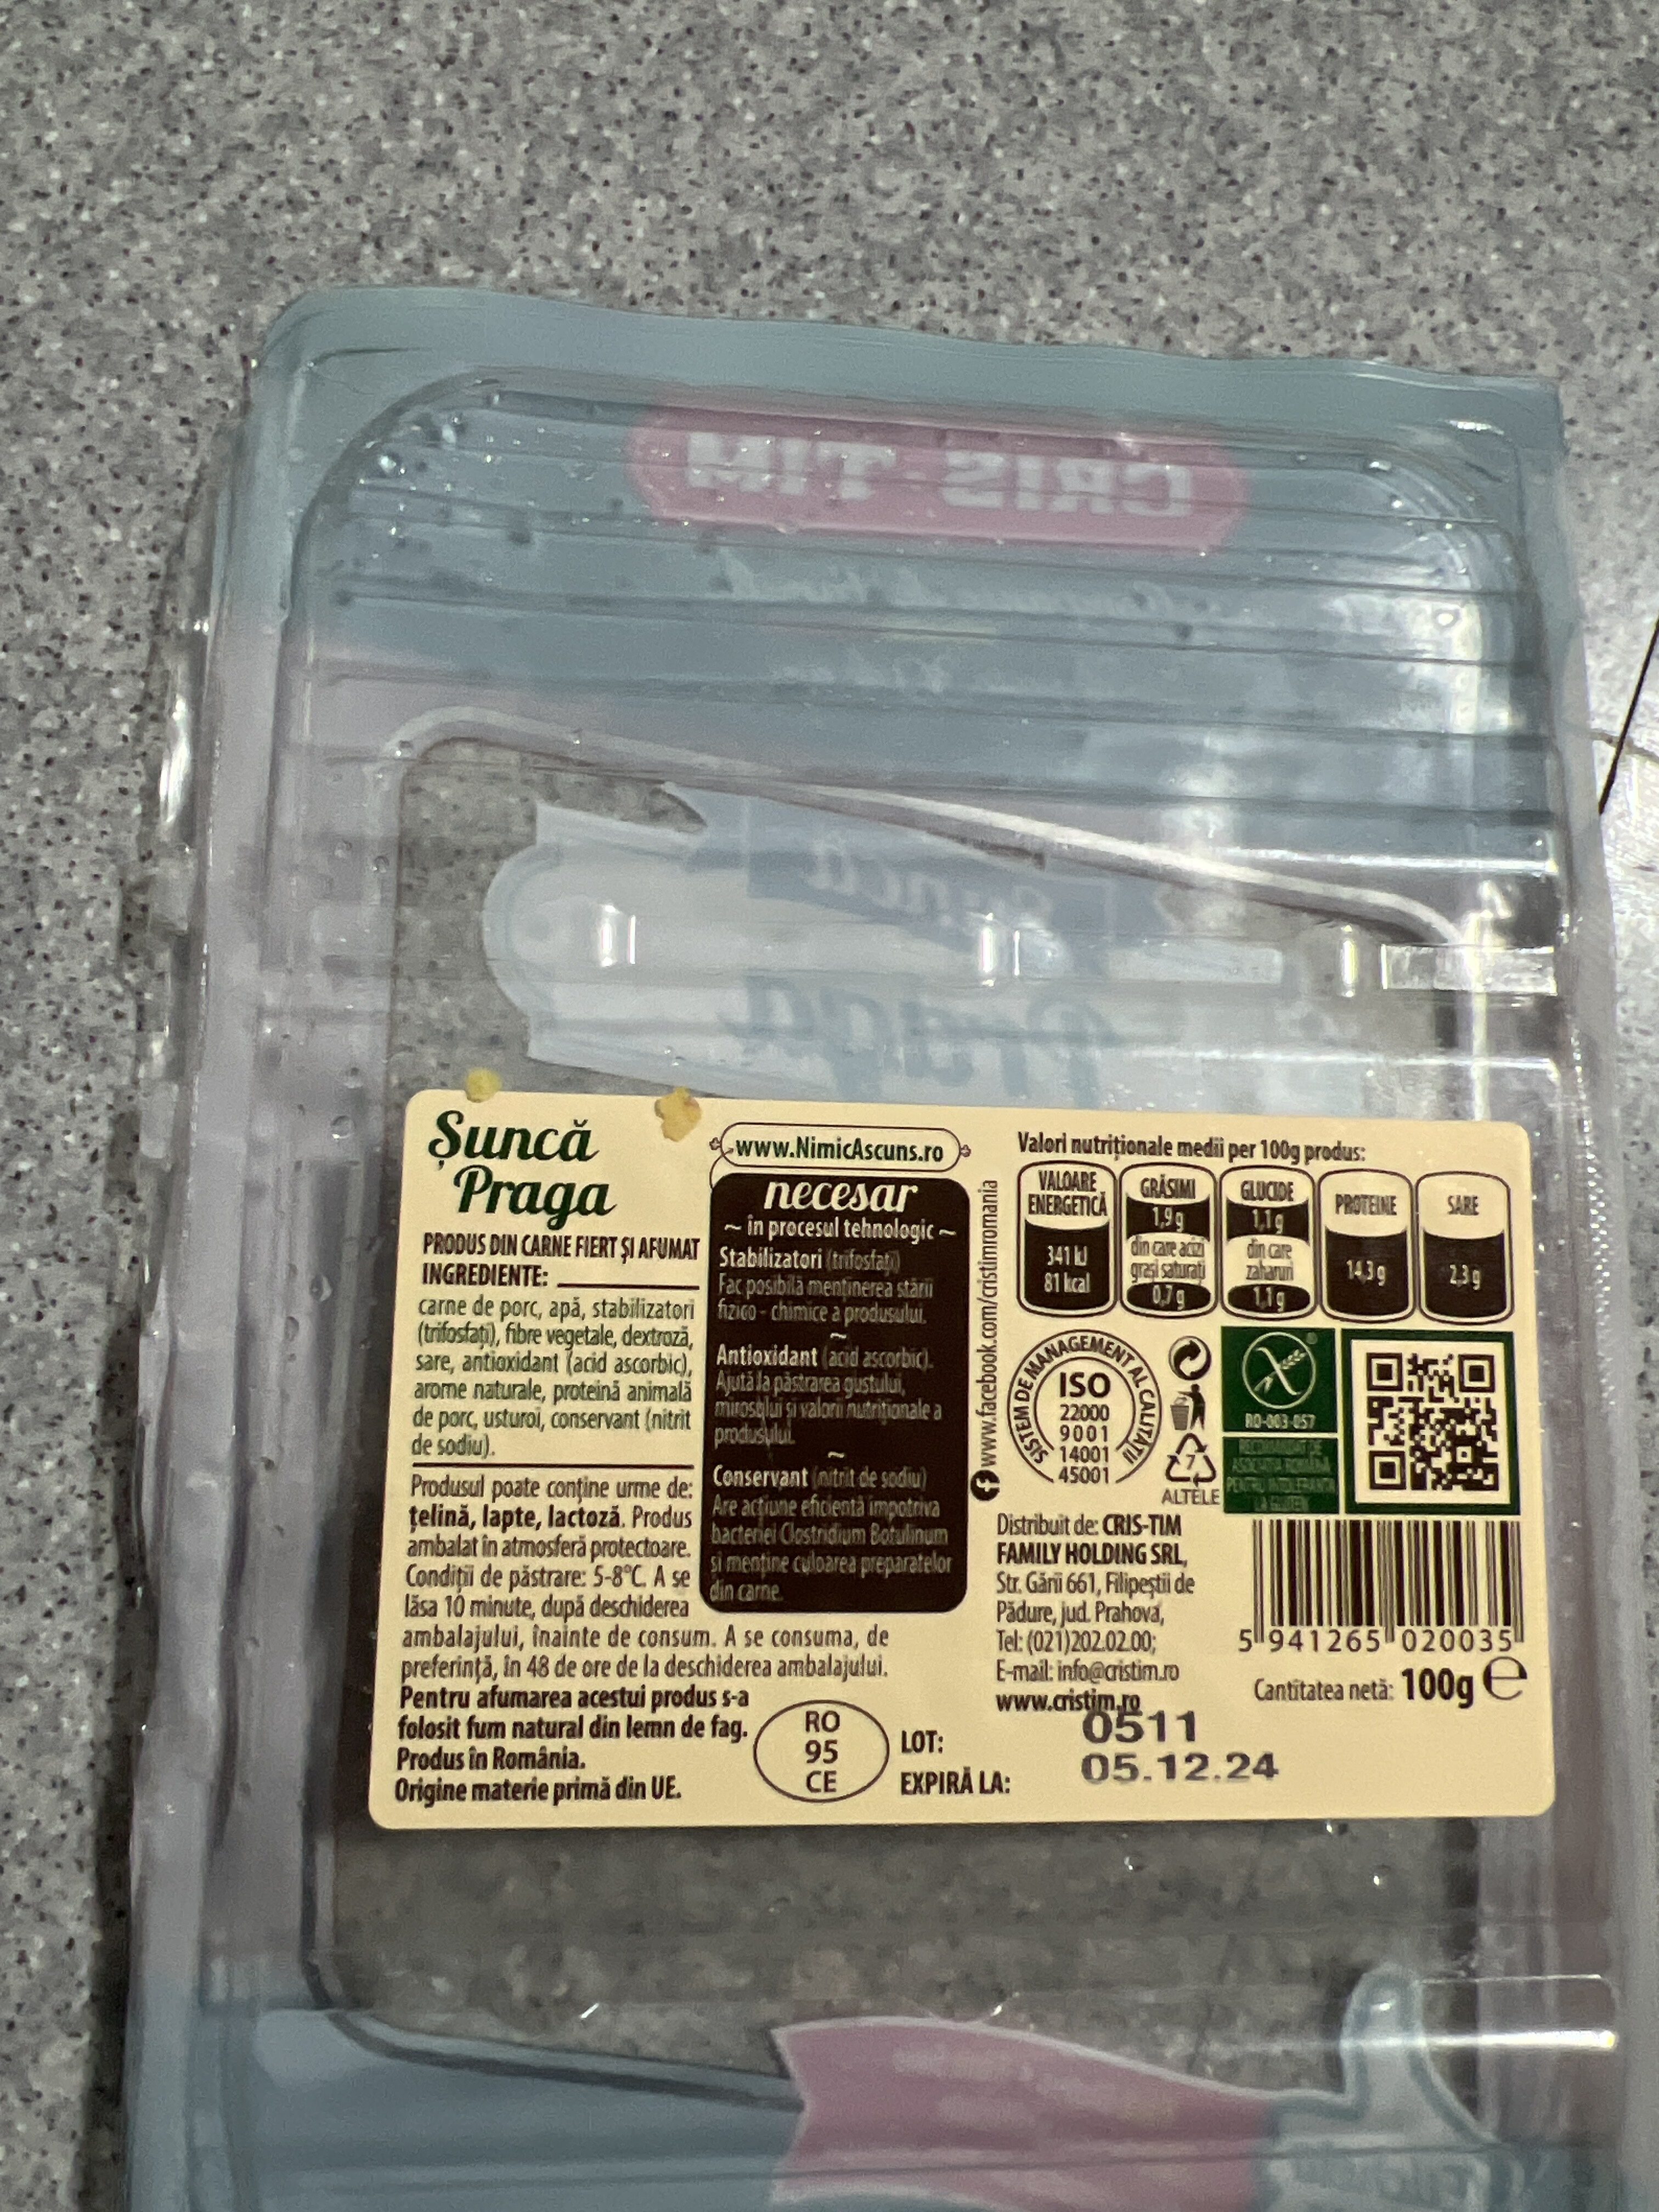 CRIS-TIM
Șuncă
Praga
Șuncă
Praga
PRODUS DIN CARNE FIERT ȘI AFUMAT
INGREDIENTE:
carne de porc, apă, stabilizatori
(trifosfați), fibre vegetale, dextroză,
sare, antioxidant (acid ascorbic),
arome naturale, proteină animală
de porc, usturoi, conservant (nitrit
de sodiu).
Produsul poate conține urme de:
țelină, lapte, lactoză. Produs
ambalat în atmosferă protectoare.
Condiții de păstrare: 5-8°C. A se
lăsa 10 minute, după deschiderea
ambalajului, înainte de consum. A se consuma, de
preferință, în 48 de ore de la deschiderea ambalajului.
Pentru afumarea acestui produs s-a
folosit fum natural din lemn de fag.
Produs în România.
Origine materie primă din UE.
www.NimicAscuns.ro
necesar
~ în procesul tehnologic ~
Stabilizatori (trifosfați)
Fac posibilă menținerea stării
fizico - chimice a produsului.
~
Antioxidant (acid ascorbic).
Ajută la păstrarea gustului,
mirosului și valorii nutriționale a
produsului.
~
Conservant (nitrit de sodiu)
Are acțiune eficientă împotriva
bacteriei Clostridium Botulinum
și menține culoarea preparatelor
din carne.
RO
95
CE
www.facebook.com/cristimromania
Valori nutriționale medii per 100g produs:
VALOARE
ENERGETICĂ
341 kJ
81 kcal
GRĂSIMI
1,9 g
din care acizi
grași saturați
0,7 g
GLUCIDE
1,1 g
din care
zaharuri
1,1 g
PROTEINE
14,3 g
SARE
2,3 g
SISTEM DE MANAGEMENT AL CALITĂȚII
ISO
22000
9001
14001
45001
7
ALTELE
RO-003-057
RECOMANDAT DE
ASOCIAȚIA ROMÂNĂ
PENTRU INTOLERANȚĂ
LA GLUTEN
Distribuit de: CRIS-TIM
FAMILY HOLDING SRL,
Str. Gării 661, Filipeștii de
Pădure, jud. Prahova,
Tel: (021)202.02.00;
E-mail: info@cristim.ro
www.cristim.ro
5 941265 020035
Cantitatea netă: 100g e
LOT: 0511
EXPIRĂ LA: 05.12.24